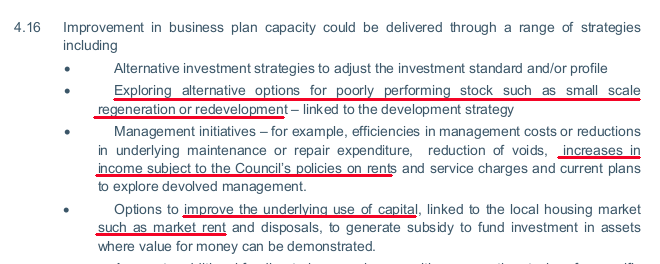 4.16 Improvement in business plan capacity could be delivered through a range of strategies
including
• Alternative investment strategies to adjust the investment standard and/or profile
• Exploring alternative options for poorly performing stock such as small scale
regeneration or redevelopment – linked to the development strategy
• Management initiatives – for example, efficiencies in management costs or reductions
in underlying maintenance or repair expenditure, reduction of voids, increases in
income subject to the Council's policies on rents and service charges and current plans
to explore devolved management.
• Options to improve the underlying use of capital, linked to the local housing market
such as market rent and disposals, to generate subsidy to fund investment in assets
where value for money can be demonstrated.